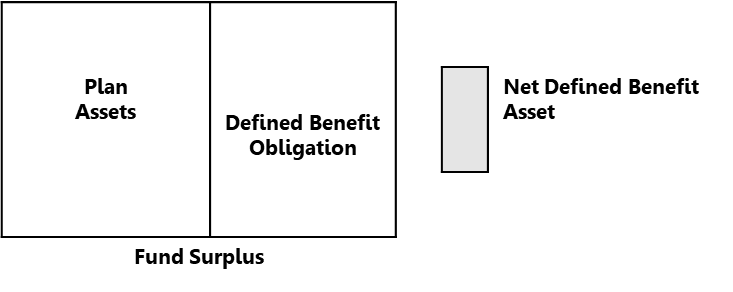 Plan
Assets
Defined Benefit
Obligation
Net Defined Benefit
Asset
Fund Surplus